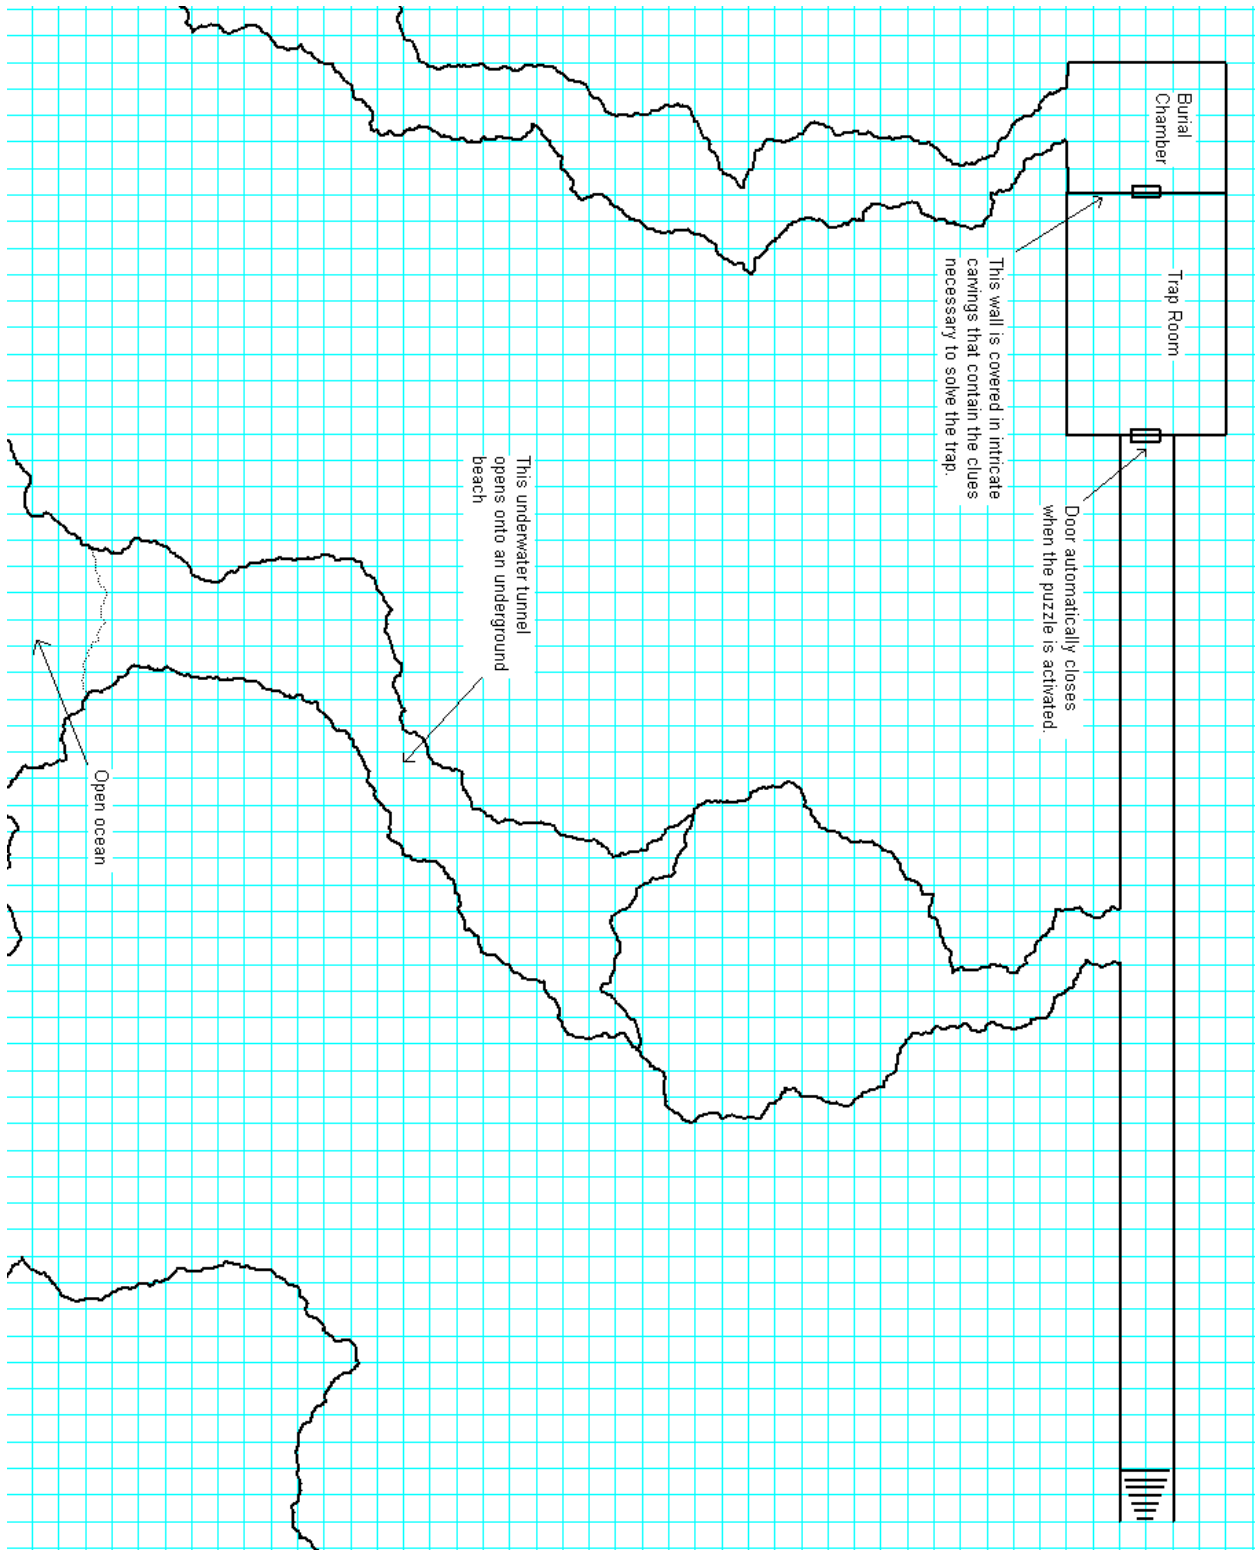 Burial
Chamber
Trap Room
This wall is covered in intricate
carvings that contain the clues
necessary to solve the trap.
Door automatically closes
when the puzzle is activated.
This underwater tunnel
opens onto an underground
beach
Open ocean